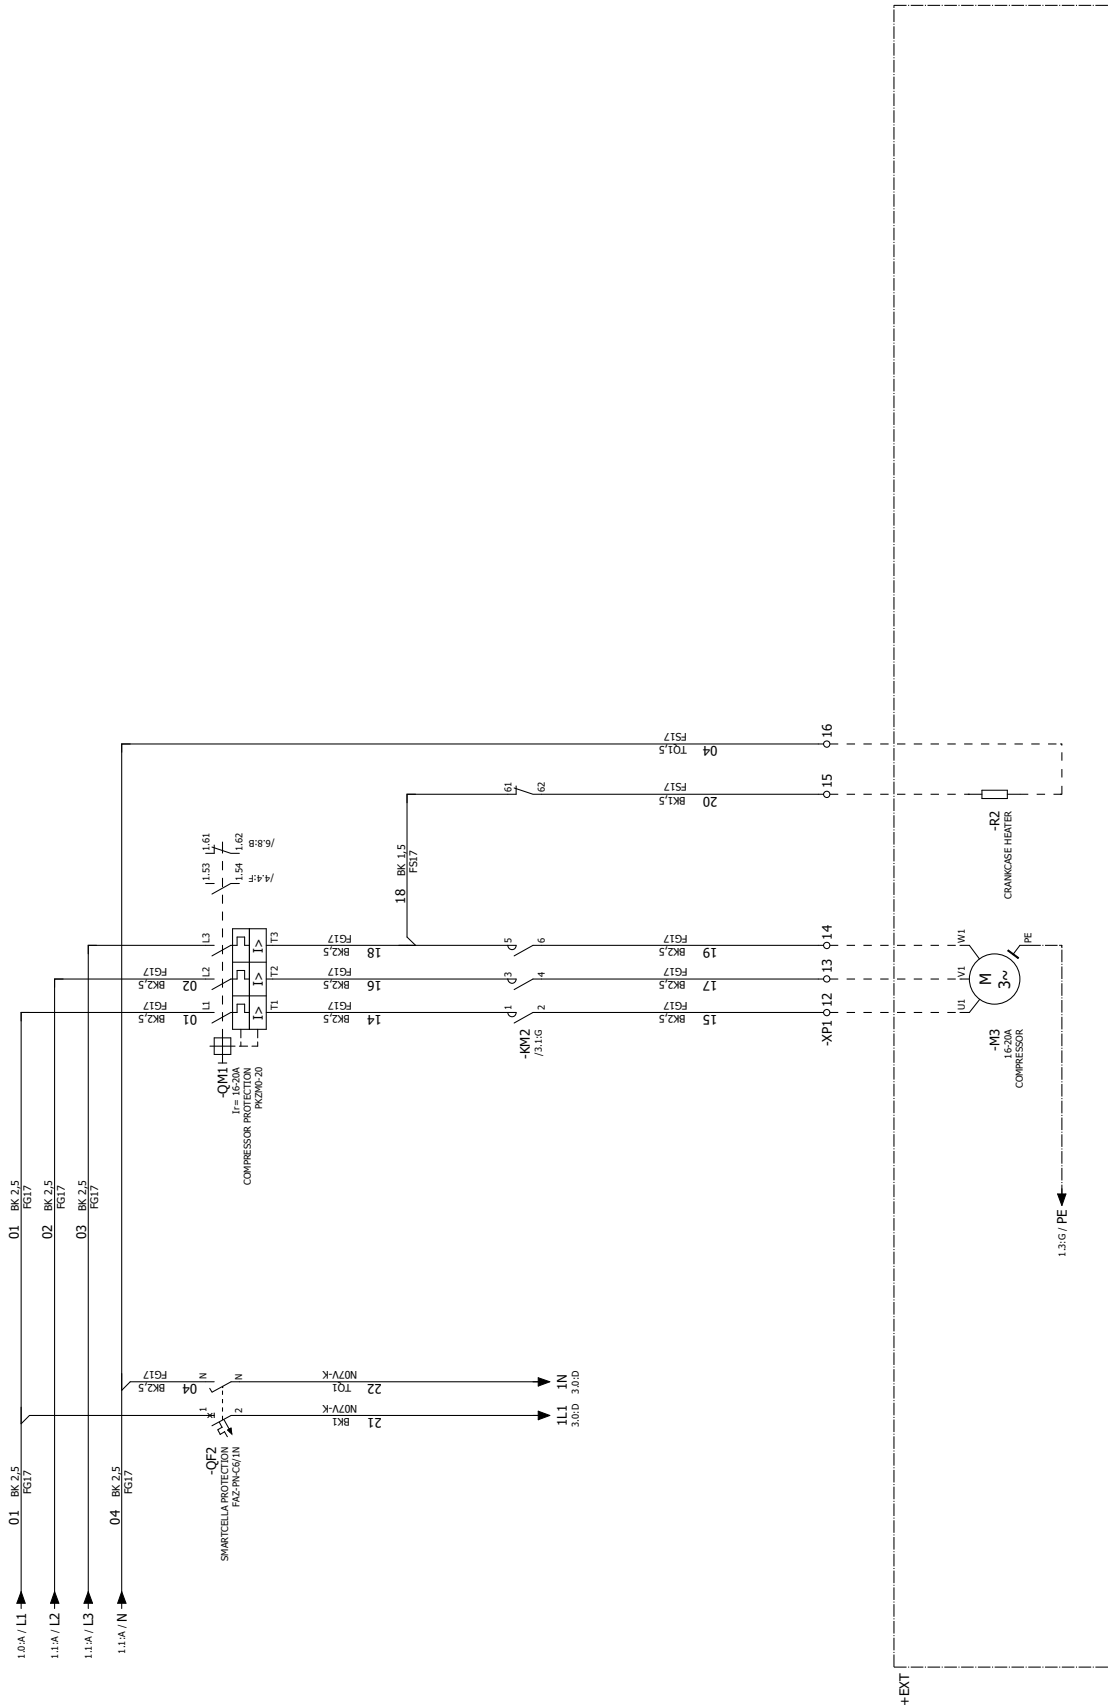 1.0:A / L1
01
BK 2,5
FG17
01
BK 2,5
FG17
1.1:A / L2
02
BK 2,5
FG17
1.1:A / L3
03
BK 2,5
FG17
1.1:A / N
04
BK 2,5
FG17
BK2,5
FG17
04
BK2,5
FG17
01
BK2,5
FG17
02
-QF2
SMARTCELLA PROTECTION
FAZ-PN-C6/1N
1
2
N
N
-QM1
Ir= 16-20A
COMPRESSOR PROTECTION
PKZM0-20
L1
L2
L3
I>
I>
I>
T1
T2
T3
1.53
1.54
/4.4:F
1.61
1.62
/6.8:B
BK1
N07V-K
21
TQ1
N07V-K
22
BK2,5
FG17
14
BK2,5
FG17
16
BK2,5
FG17
18
18
BK 1,5
FS17
1L1
3.0:D
1N
3.0:D
-KM2
/3.1:G
1
2
3
4
5
6
61
62
BK2,5
FG17
15
BK2,5
FG17
17
BK2,5
FG17
19
BK1,5
FS17
20
TQ1,5
FS17
04
-XP1
12
13
14
15
16
+EXT
-M3
16-20A
COMPRESSOR
U1
V1
W1
M
3~
PE
-R2
CRANKCASE HEATER
1.3:G / PE